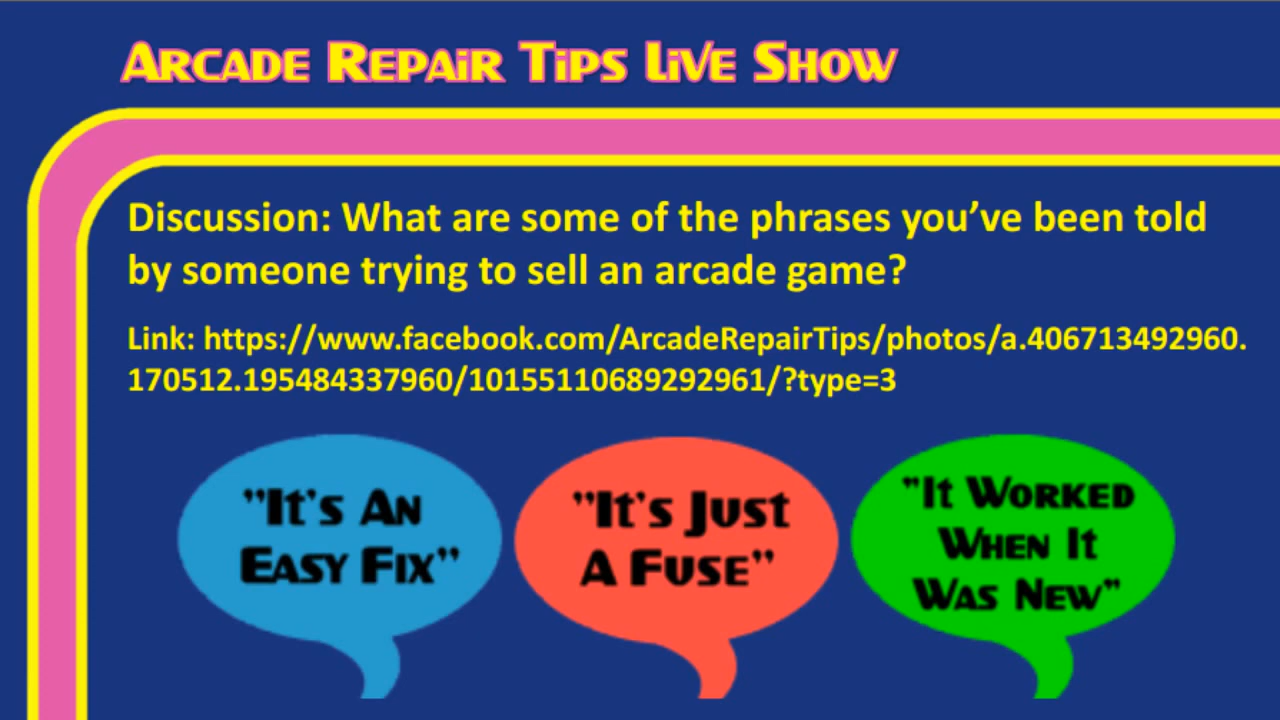 Arcade Repair Tips Live Show
Discussion: What are some of the phrases you’ve been told
by someone trying to sell an arcade game?
Link: https://www.facebook.com/ArcadeRepairTips/photos/a.406713492960.
170512.195484337960/10155110689292961/?type=3
"It's An
Easy Fix"
"It's Just
A Fuse"
"It Worked
When It
Was New"